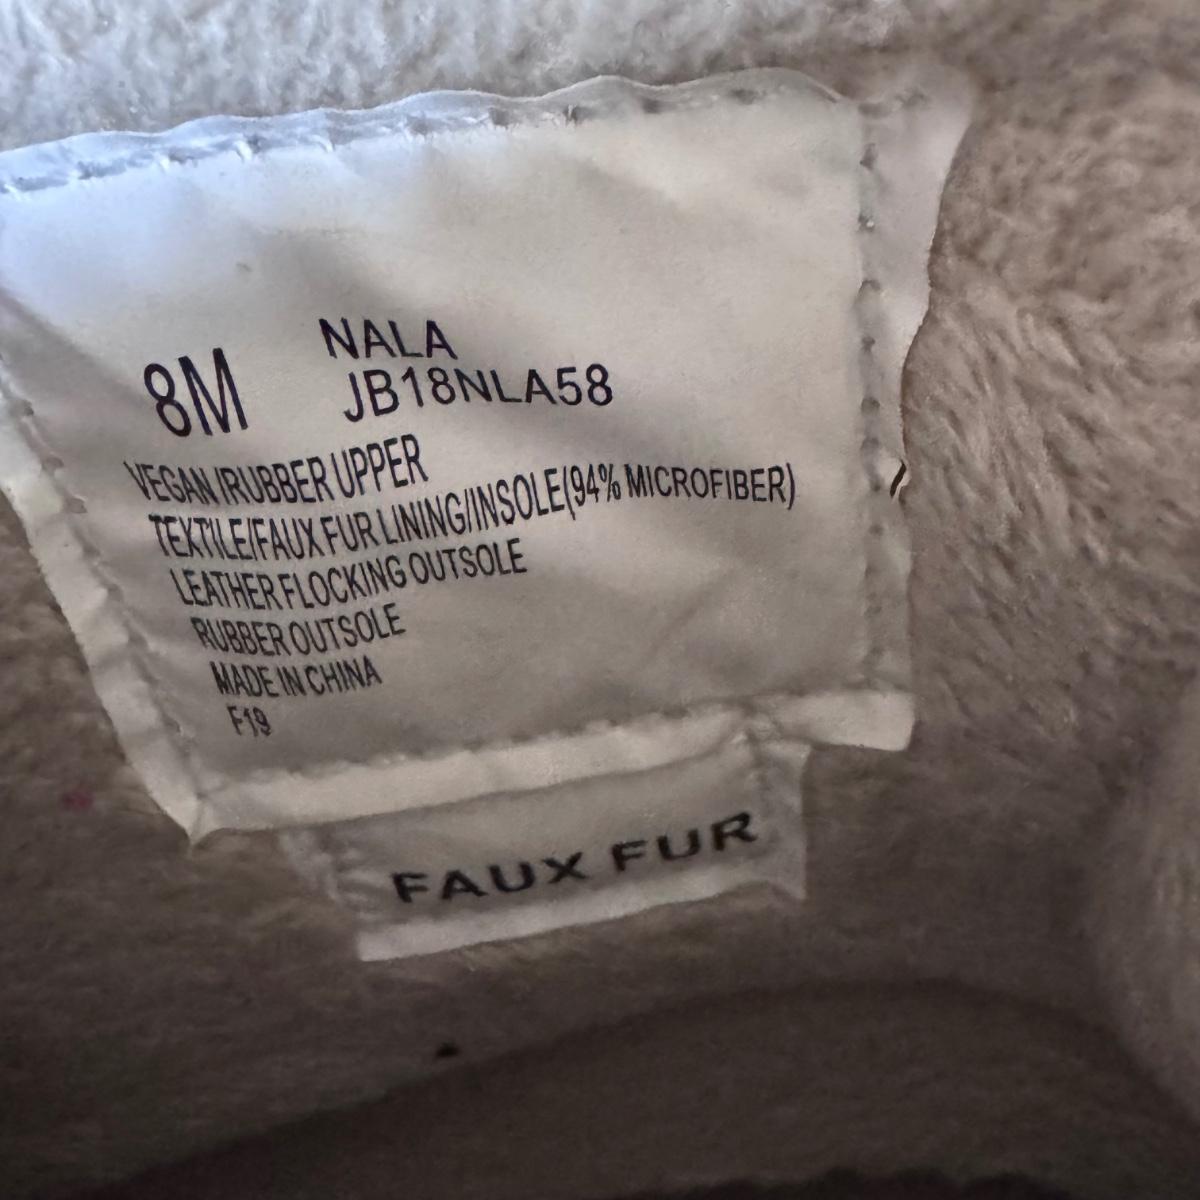 NALA
8M JB18NLA58
VEGAN/RUBBER UPPER
TEXTILE/FAUX FUR LINING/INSOLE(94% MICROFIBER)
LEATHER FLOCKING OUTSOLE
RUBBER OUTSOLE
MADE IN CHINA
F19
FAUX FUR